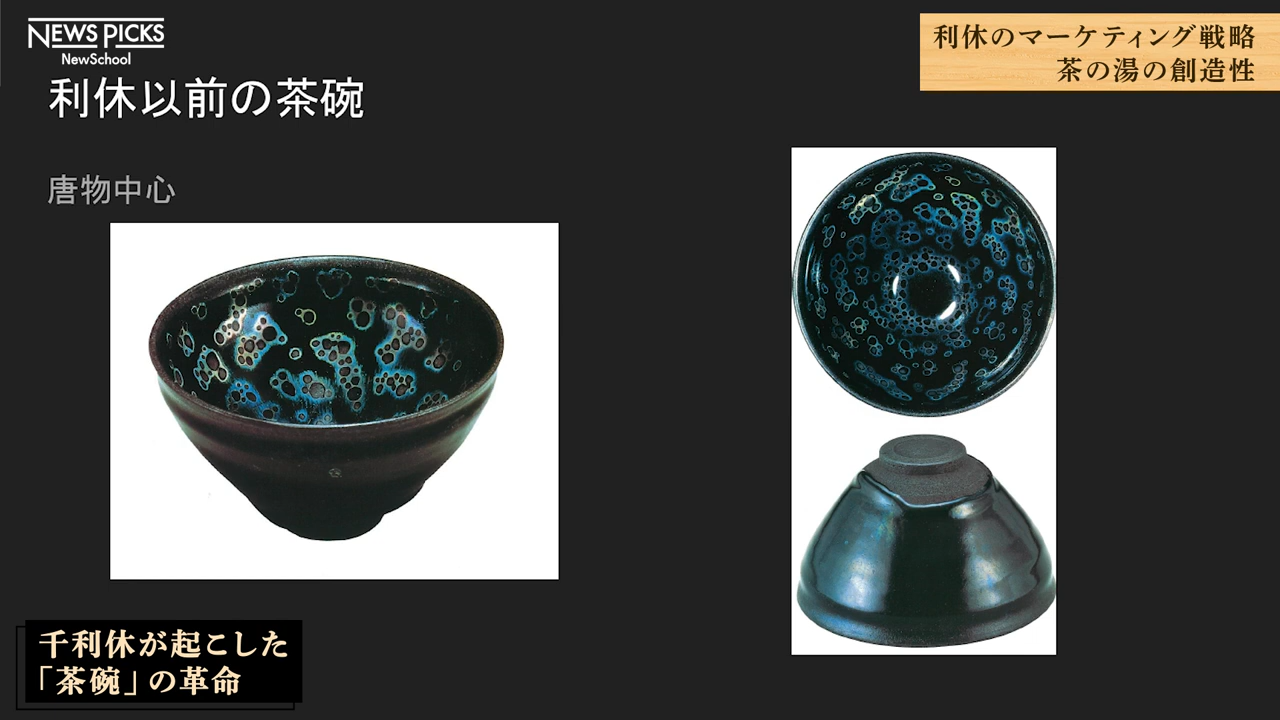 NEWS PICKS
NewSchool
利休のマーケティング戦略
茶の湯の創造性
利休以前の茶碗
唐物中心
千利休が起こした
「茶碗」の革命